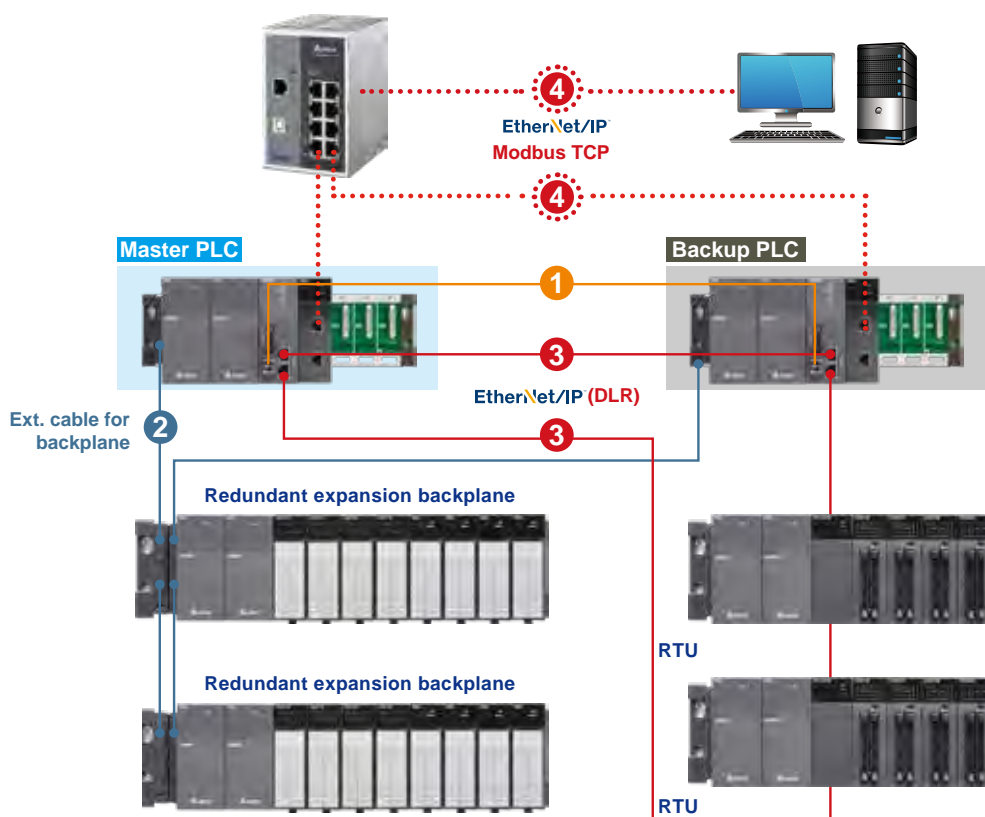 4
EtherNet/IP
Modbus TCP
4
Master PLC
Backup PLC
1
3
EtherNet/IP (DLR)
Ext. cable for
backplane
2
3
Redundant expansion backplane
RTU
Redundant expansion backplane
RTU